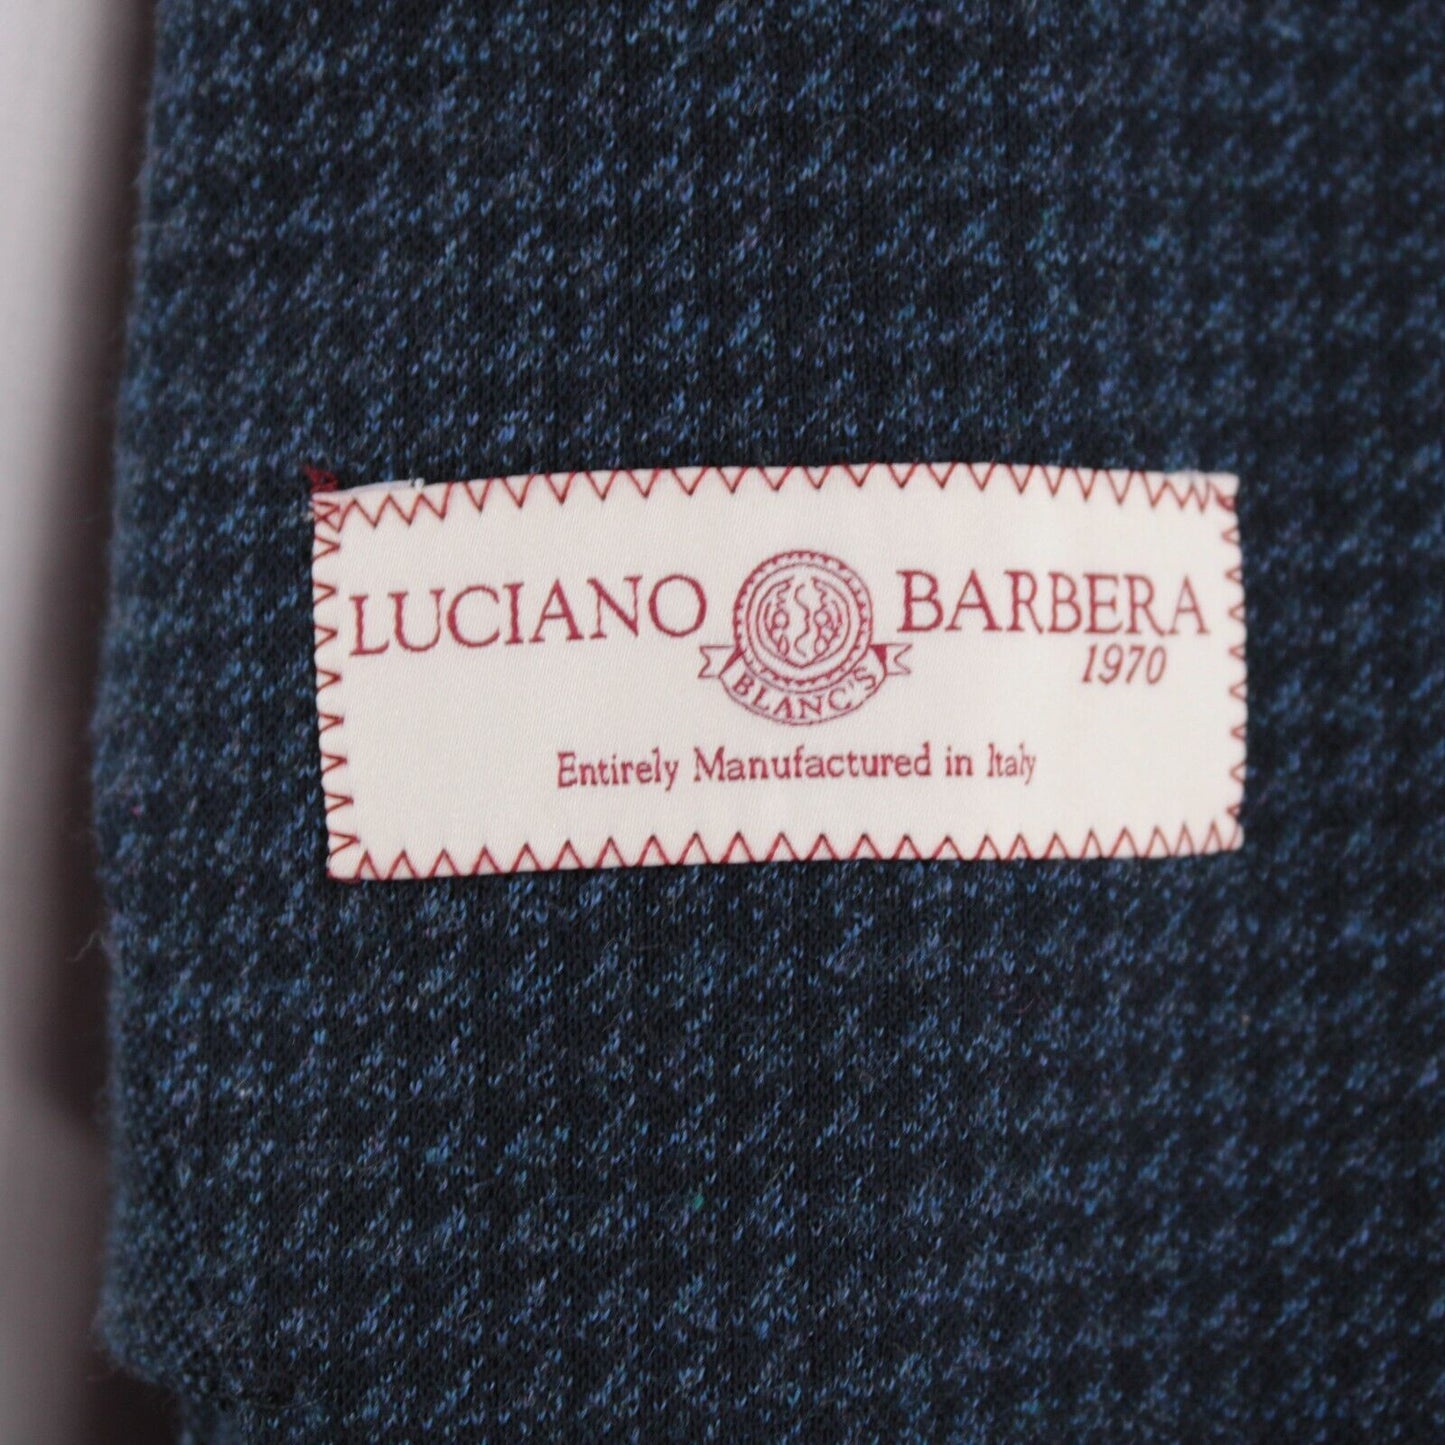 LUCIANO BARBERA
1970
BLANC'S
Entirely Manufactured in Italy